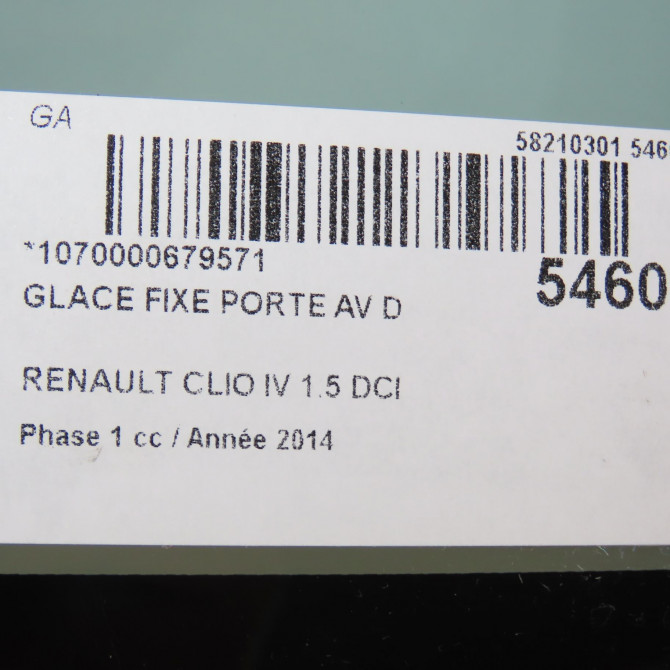 GA
58210301 546
*1070000679571
5460
GLACE FIXE PORTE AV D
RENAULT CLIO IV 1.5 DCI
Phase 1 cc / Année 2014